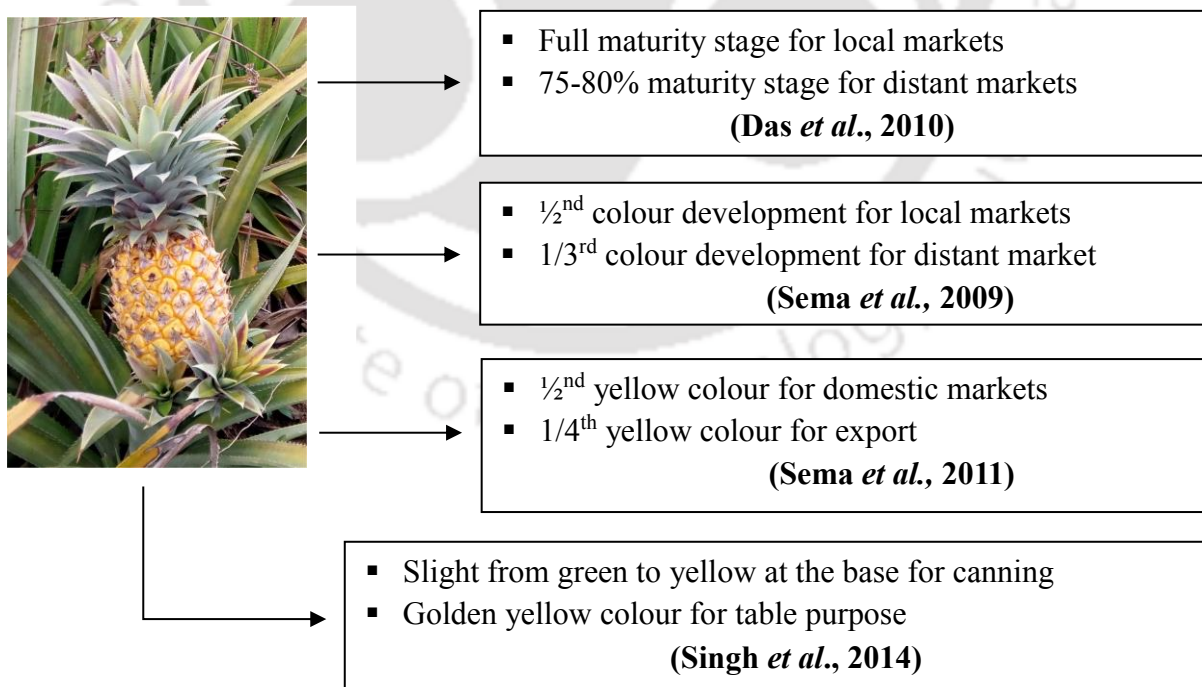 ▪ Full maturity stage for local markets
▪ 75-80% maturity stage for distant markets
(Das et al., 2010)
▪ ½nd colour development for local markets
▪ 1/3rd colour development for distant market
(Sema et al., 2009)
▪ ½nd yellow colour for domestic markets
▪ 1/4th yellow colour for export
(Sema et al., 2011)
▪ Slight from green to yellow at the base for canning
▪ Golden yellow colour for table purpose
(Singh et al., 2014)